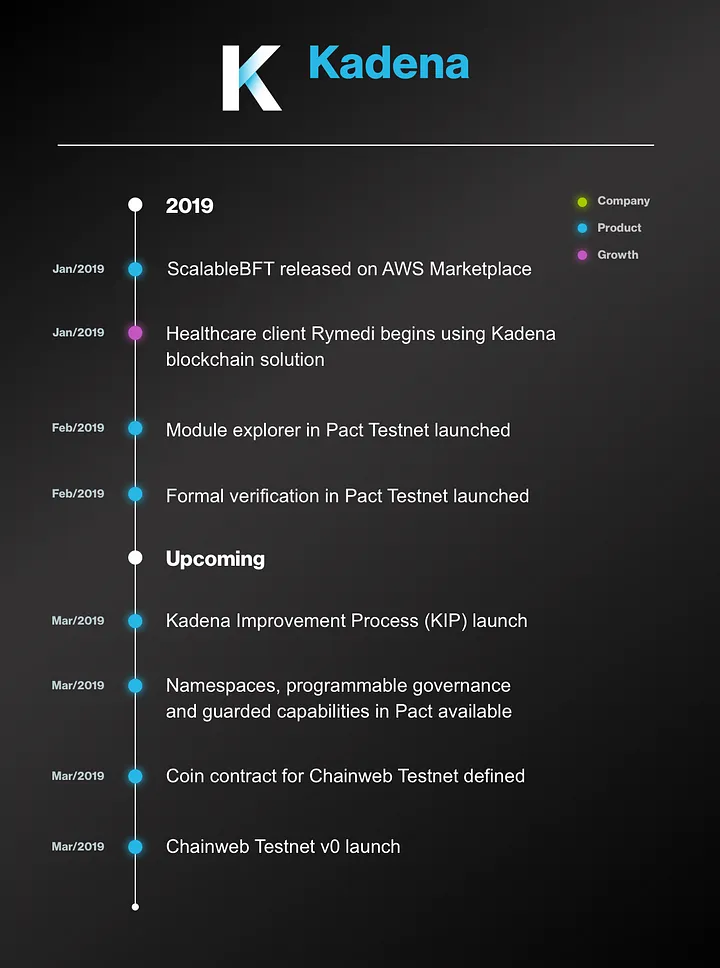 K Kadena
2019
Company
Product
Growth
Jan/2019 ScalableBFT released on AWS Marketplace
Jan/2019 Healthcare client Rymedi begins using Kadena
blockchain solution
Feb/2019 Module explorer in Pact Testnet launched
Feb/2019 Formal verification in Pact Testnet launched
Upcoming
Mar/2019 Kadena Improvement Process (KIP) launch
Mar/2019 Namespaces, programmable governance
and guarded capabilities in Pact available
Mar/2019 Coin contract for Chainweb Testnet defined
Mar/2019 Chainweb Testnet v0 launch